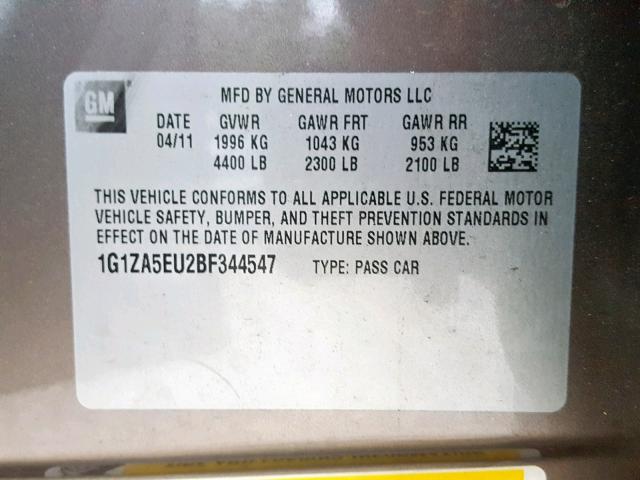 GM
MFD BY GENERAL MOTORS LLC
DATE GVWR GAWR FRT GAWR RR
04/11 1996 KG 1043 KG 953 KG
4400 LB 2300 LB 2100 LB
THIS VEHICLE CONFORMS TO ALL APPLICABLE U.S. FEDERAL MOTOR
VEHICLE SAFETY, BUMPER, AND THEFT PREVENTION STANDARDS IN
EFFECT ON THE DATE OF MANUFACTURE SHOWN ABOVE.
1G1ZA5EU2BF344547 TYPE: PASS CAR